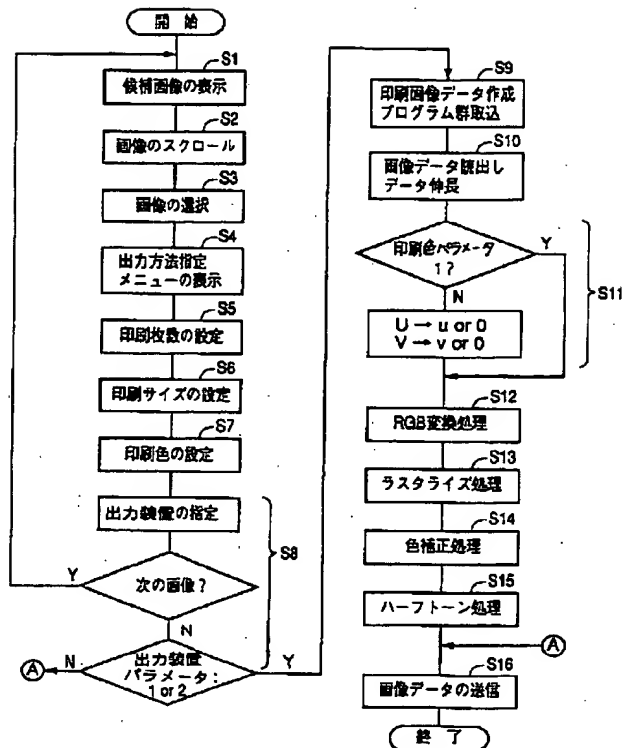 開始
S1
候補画像の表示
S2
画像のスクロール
S3
画像の選択
S4
出力方法指定
メニューの表示
S5
印刷枚数の設定
S6
印刷サイズの設定
S7
印刷色の設定
出力装置の指定
S8
Y
次の画像?
N
Ⓐ
N
出力装置
パラメータ:
1 or 2
Y
S9
印刷画像データ作成
プログラム群取込
S10
画像データ読出し
データ伸長
印刷色パラメータ
1?
Y
N
S11
U → u or 0
V → v or 0
S12
RGB変換処理
S13
ラスタライズ処理
S14
色補正処理
S15
ハーフトーン処理
Ⓐ
S16
画像データの送信
終了